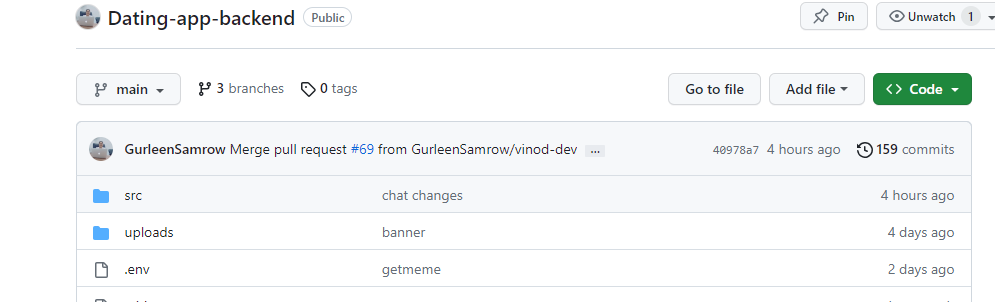 Dating-app-backend Public Pin Unwatch 1
main 3 branches 0 tags Go to file Add file Code
GurleenSamrow Merge pull request #69 from GurleenSamrow/vinod-dev ... 40978a7 4 hours ago 159 commits
src chat changes 4 hours ago
uploads banner 4 days ago
.env getmeme 2 days ago